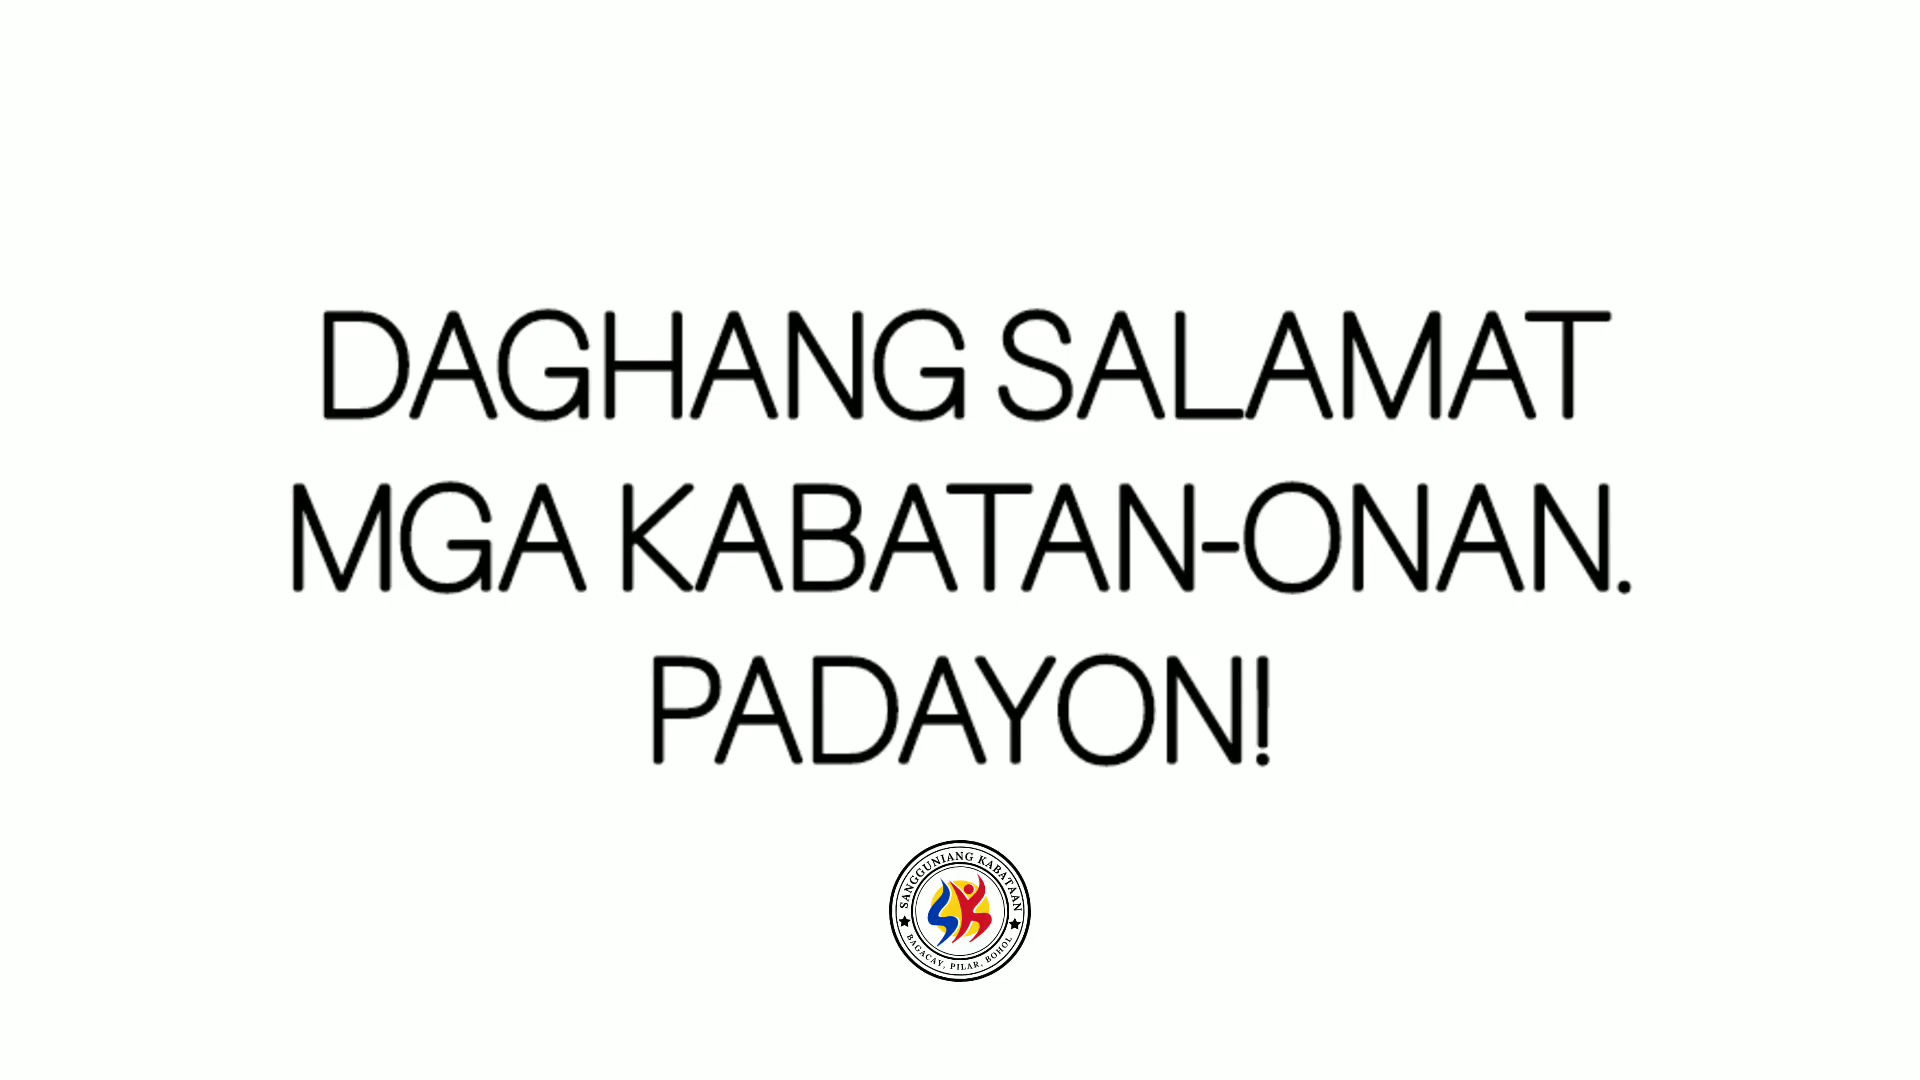 DAGHANG SALAMAT
MGA KABATAN-ONAN.
PADAYON!
SANGGUNIANG KABATAAN
BAGACAY, PILAR, BOHOL